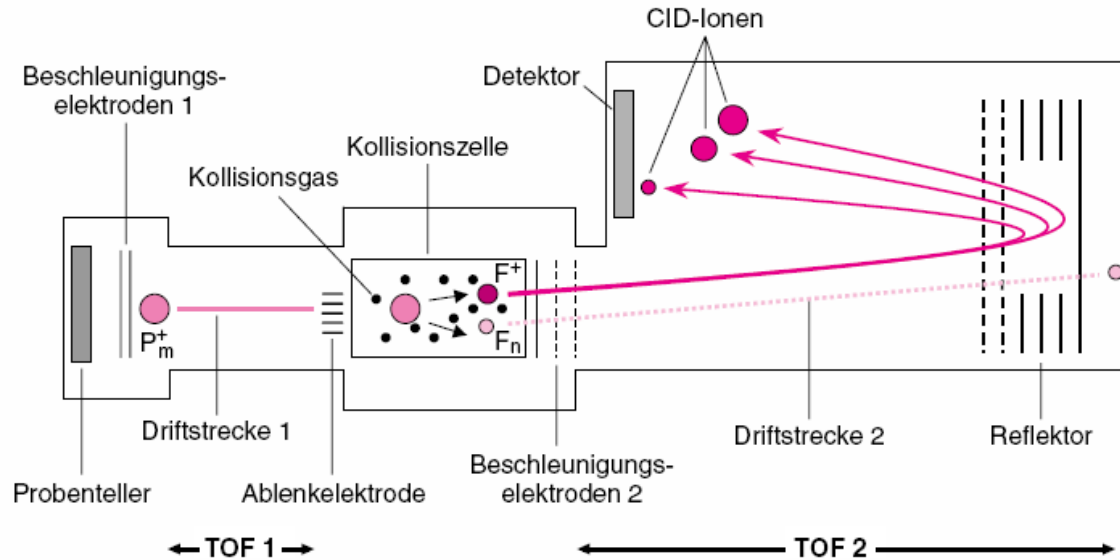 CID-Ionen
Beschleunigungs-
elektroden 1
Detektor
Kollisionszelle
Kollisionsgas
F+
P+m
Fn
Driftstrecke 1
Driftstrecke 2
Reflektor
Beschleunigungs-
elektroden 2
Probenteller
Ablenkelektrode
TOF 1
TOF 2